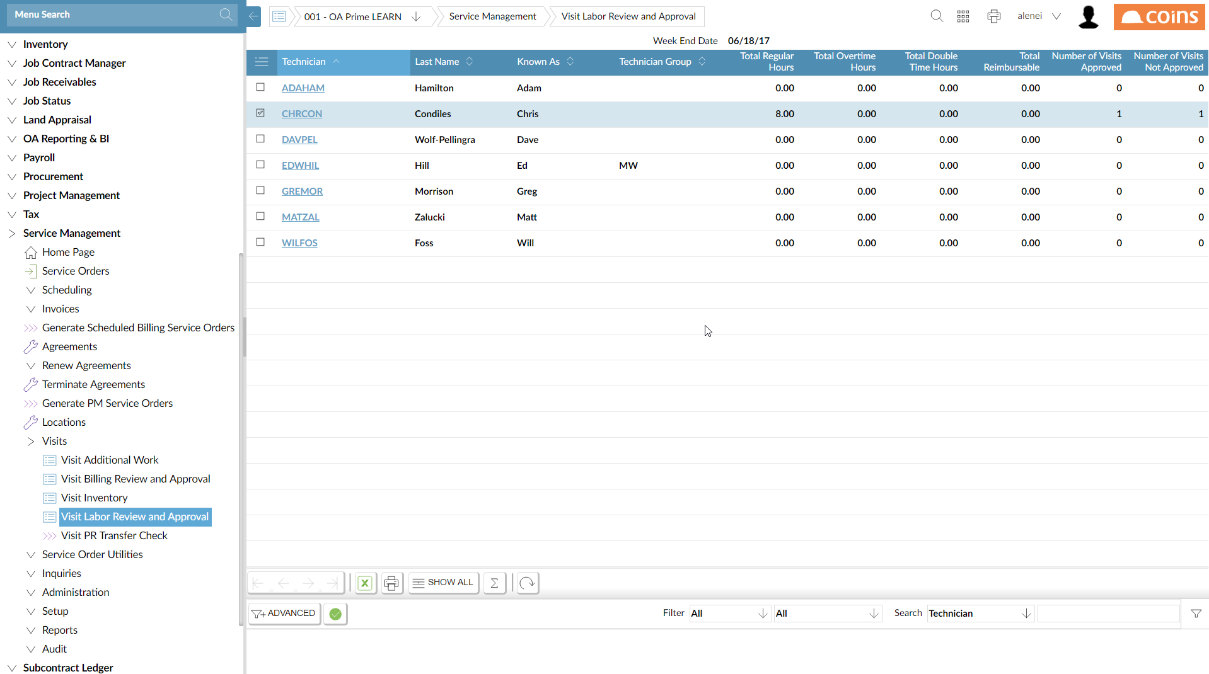 Menu Search
001 - OA Prime LEARN
Service Management
Visit Labor Review and Approval
alenei
coins
Week End Date 06/18/17
Inventory
Job Contract Manager
Job Receivables
Job Status
Land Appraisal
OA Reporting & BI
Payroll
Procurement
Project Management
Tax
Service Management
Home Page
Service Orders
Scheduling
Invoices
Generate Scheduled Billing Service Orders
Agreements
Renew Agreements
Terminate Agreements
Generate PM Service Orders
Locations
Visits
Visit Additional Work
Visit Billing Review and Approval
Visit Inventory
Visit Labor Review and Approval
Visit PR Transfer Check
Service Order Utilities
Inquiries
Administration
Setup
Reports
Audit
Subcontract Ledger
Technician Last Name Known As Technician Group Total Regular Hours Total Overtime Hours Total Double Time Hours Total Reimbursable Number of Visits Approved Number of Visits Not Approved
ADAHAM Hamilton Adam 0.00 0.00 0.00 0.00 0 0
CHRCON Condiles Chris 8.00 0.00 0.00 0.00 1 1
DAVPEL Wolf-Pellingra Dave 0.00 0.00 0.00 0.00 0 0
EDWHIL Hill Ed MW 0.00 0.00 0.00 0.00 0 0
GREMOR Morrison Greg 0.00 0.00 0.00 0.00 0 0
MATZAL Zalucki Matt 0.00 0.00 0.00 0.00 0 0
WILFOS Foss Will 0.00 0.00 0.00 0.00 0 0
X SHOW ALL Σ
ADVANCED Filter All All Search Technician